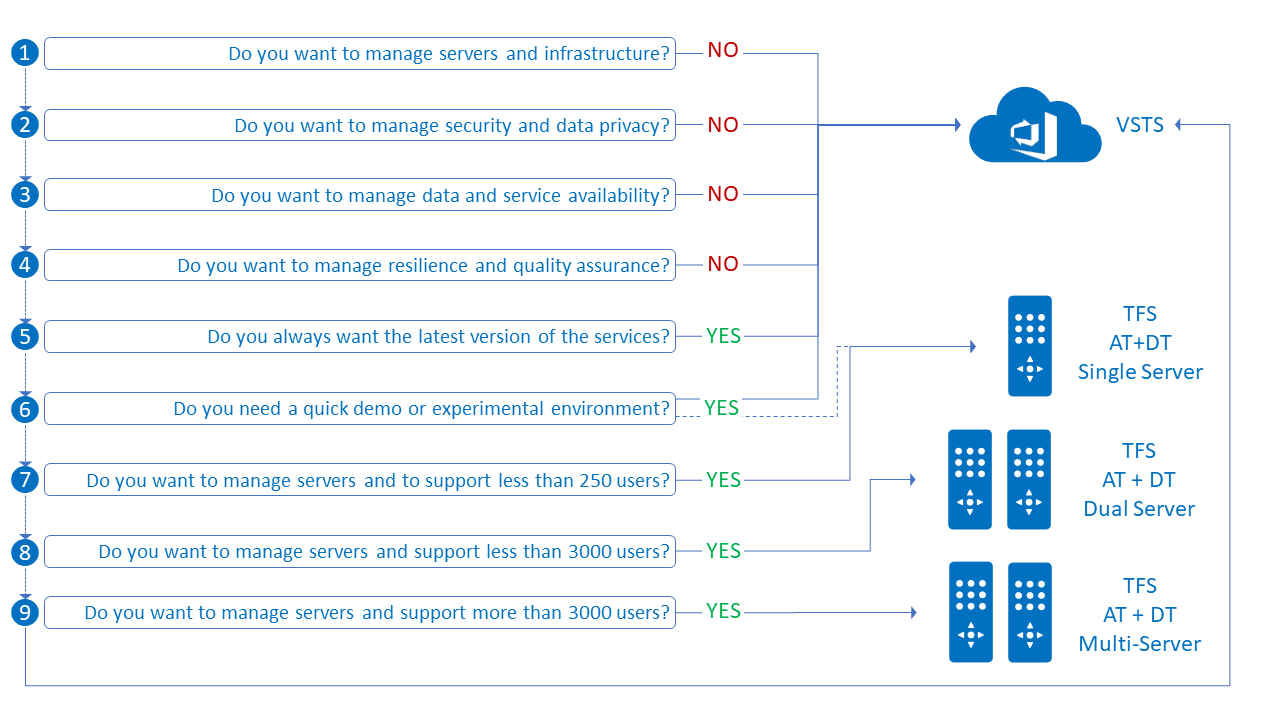 1 Do you want to manage servers and infrastructure? NO
2 Do you want to manage security and data privacy? NO
VSTS
3 Do you want to manage data and service availability? NO
4 Do you want to manage resilience and quality assurance? NO
5 Do you always want the latest version of the services? YES
6 Do you need a quick demo or experimental environment? YES
7 Do you want to manage servers and to support less than 250 users? YES
8 Do you want to manage servers and support less than 3000 users? YES
9 Do you want to manage servers and support more than 3000 users? YES
TFS
AT+DT
Single Server
TFS
AT + DT
Dual Server
TFS
AT + DT
Multi-Server